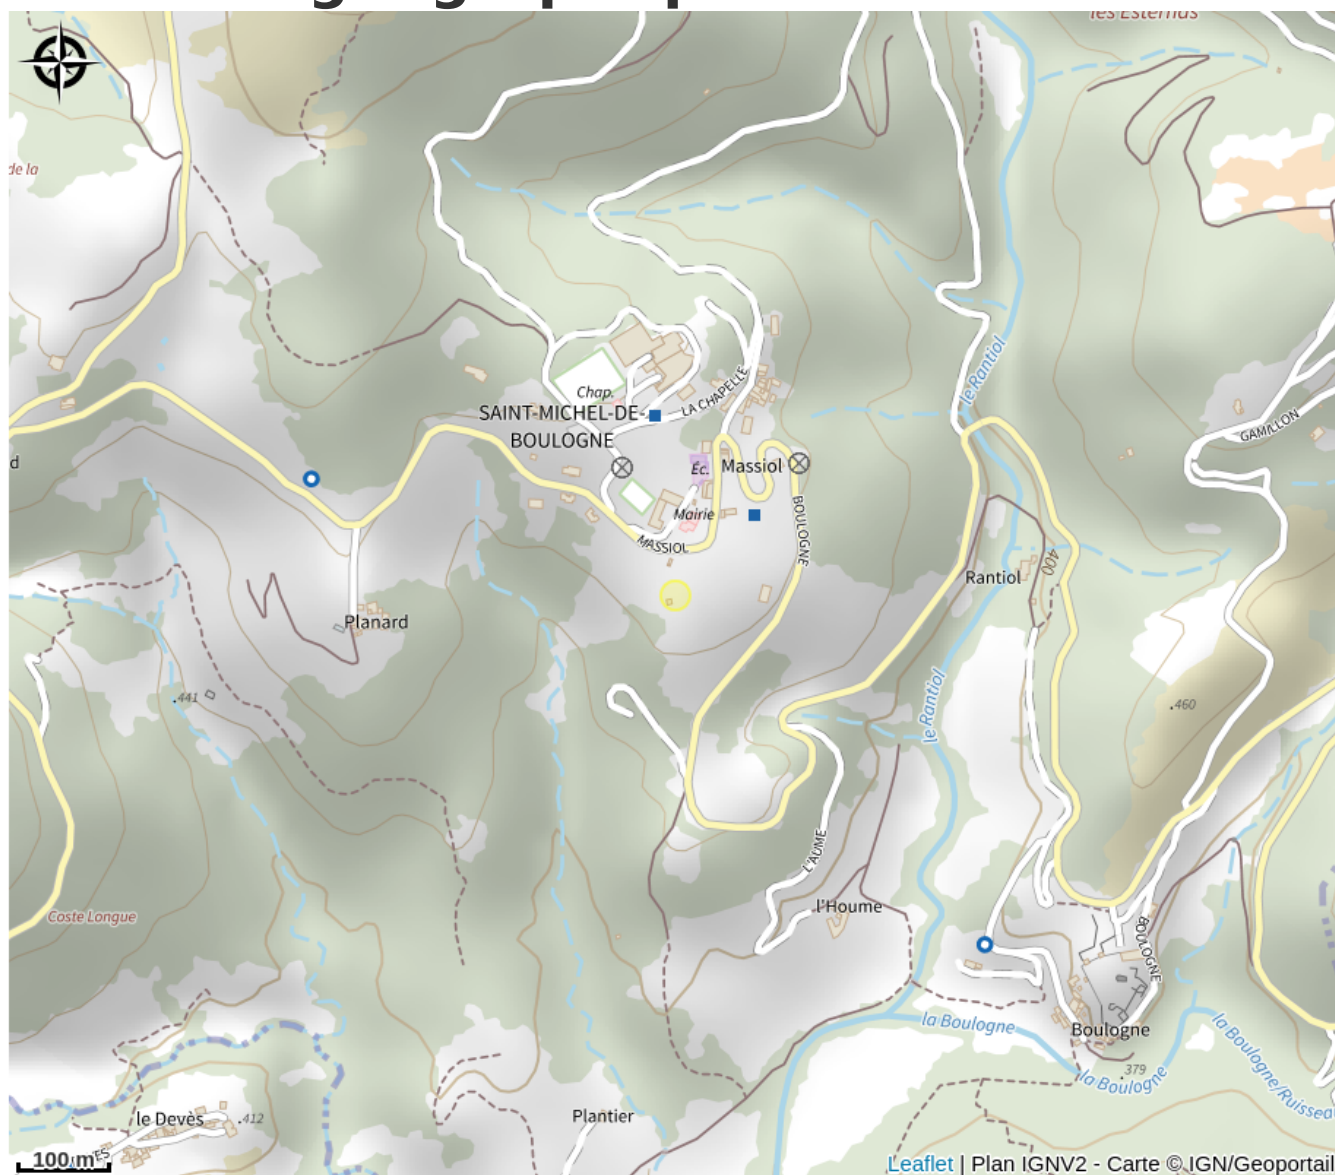 les Esternas
de la
le Rantiol
Chap.
LA CHAPELLE
SAINT-MICHEL-DE-
BOULOGNE
GAMILLON
d
Éc.
Massiol
Mairie
BOULOGNE
MASSIOL
400
Rantiol
Planard
441
le Rantiol
460
L'AUME
l'Houme
Coste Longue
BOULOGNE
la Boulogne
Boulogne
la Boulogne/Ruisseau
379
la Boulogne
le Devès
412
Plantier
100 m
Leaflet | Plan IGNV2 - Carte © IGN/Geoportail